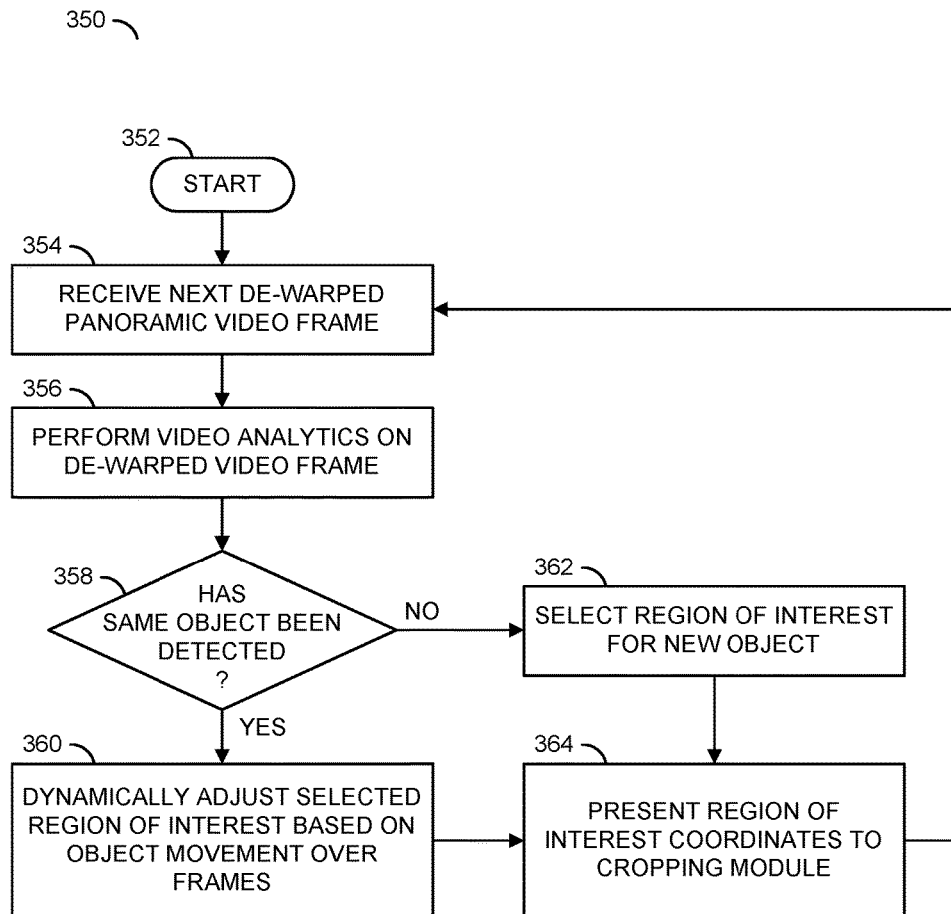 350
352
START
354
RECEIVE NEXT DE-WARPED
PANORAMIC VIDEO FRAME
356
PERFORM VIDEO ANALYTICS ON
DE-WARPED VIDEO FRAME
358
HAS
SAME OBJECT BEEN
DETECTED
?
NO
YES
362
SELECT REGION OF INTEREST
FOR NEW OBJECT
360
DYNAMICALLY ADJUST SELECTED
REGION OF INTEREST BASED ON
OBJECT MOVEMENT OVER
FRAMES
364
PRESENT REGION OF
INTEREST COORDINATES TO
CROPPING MODULE